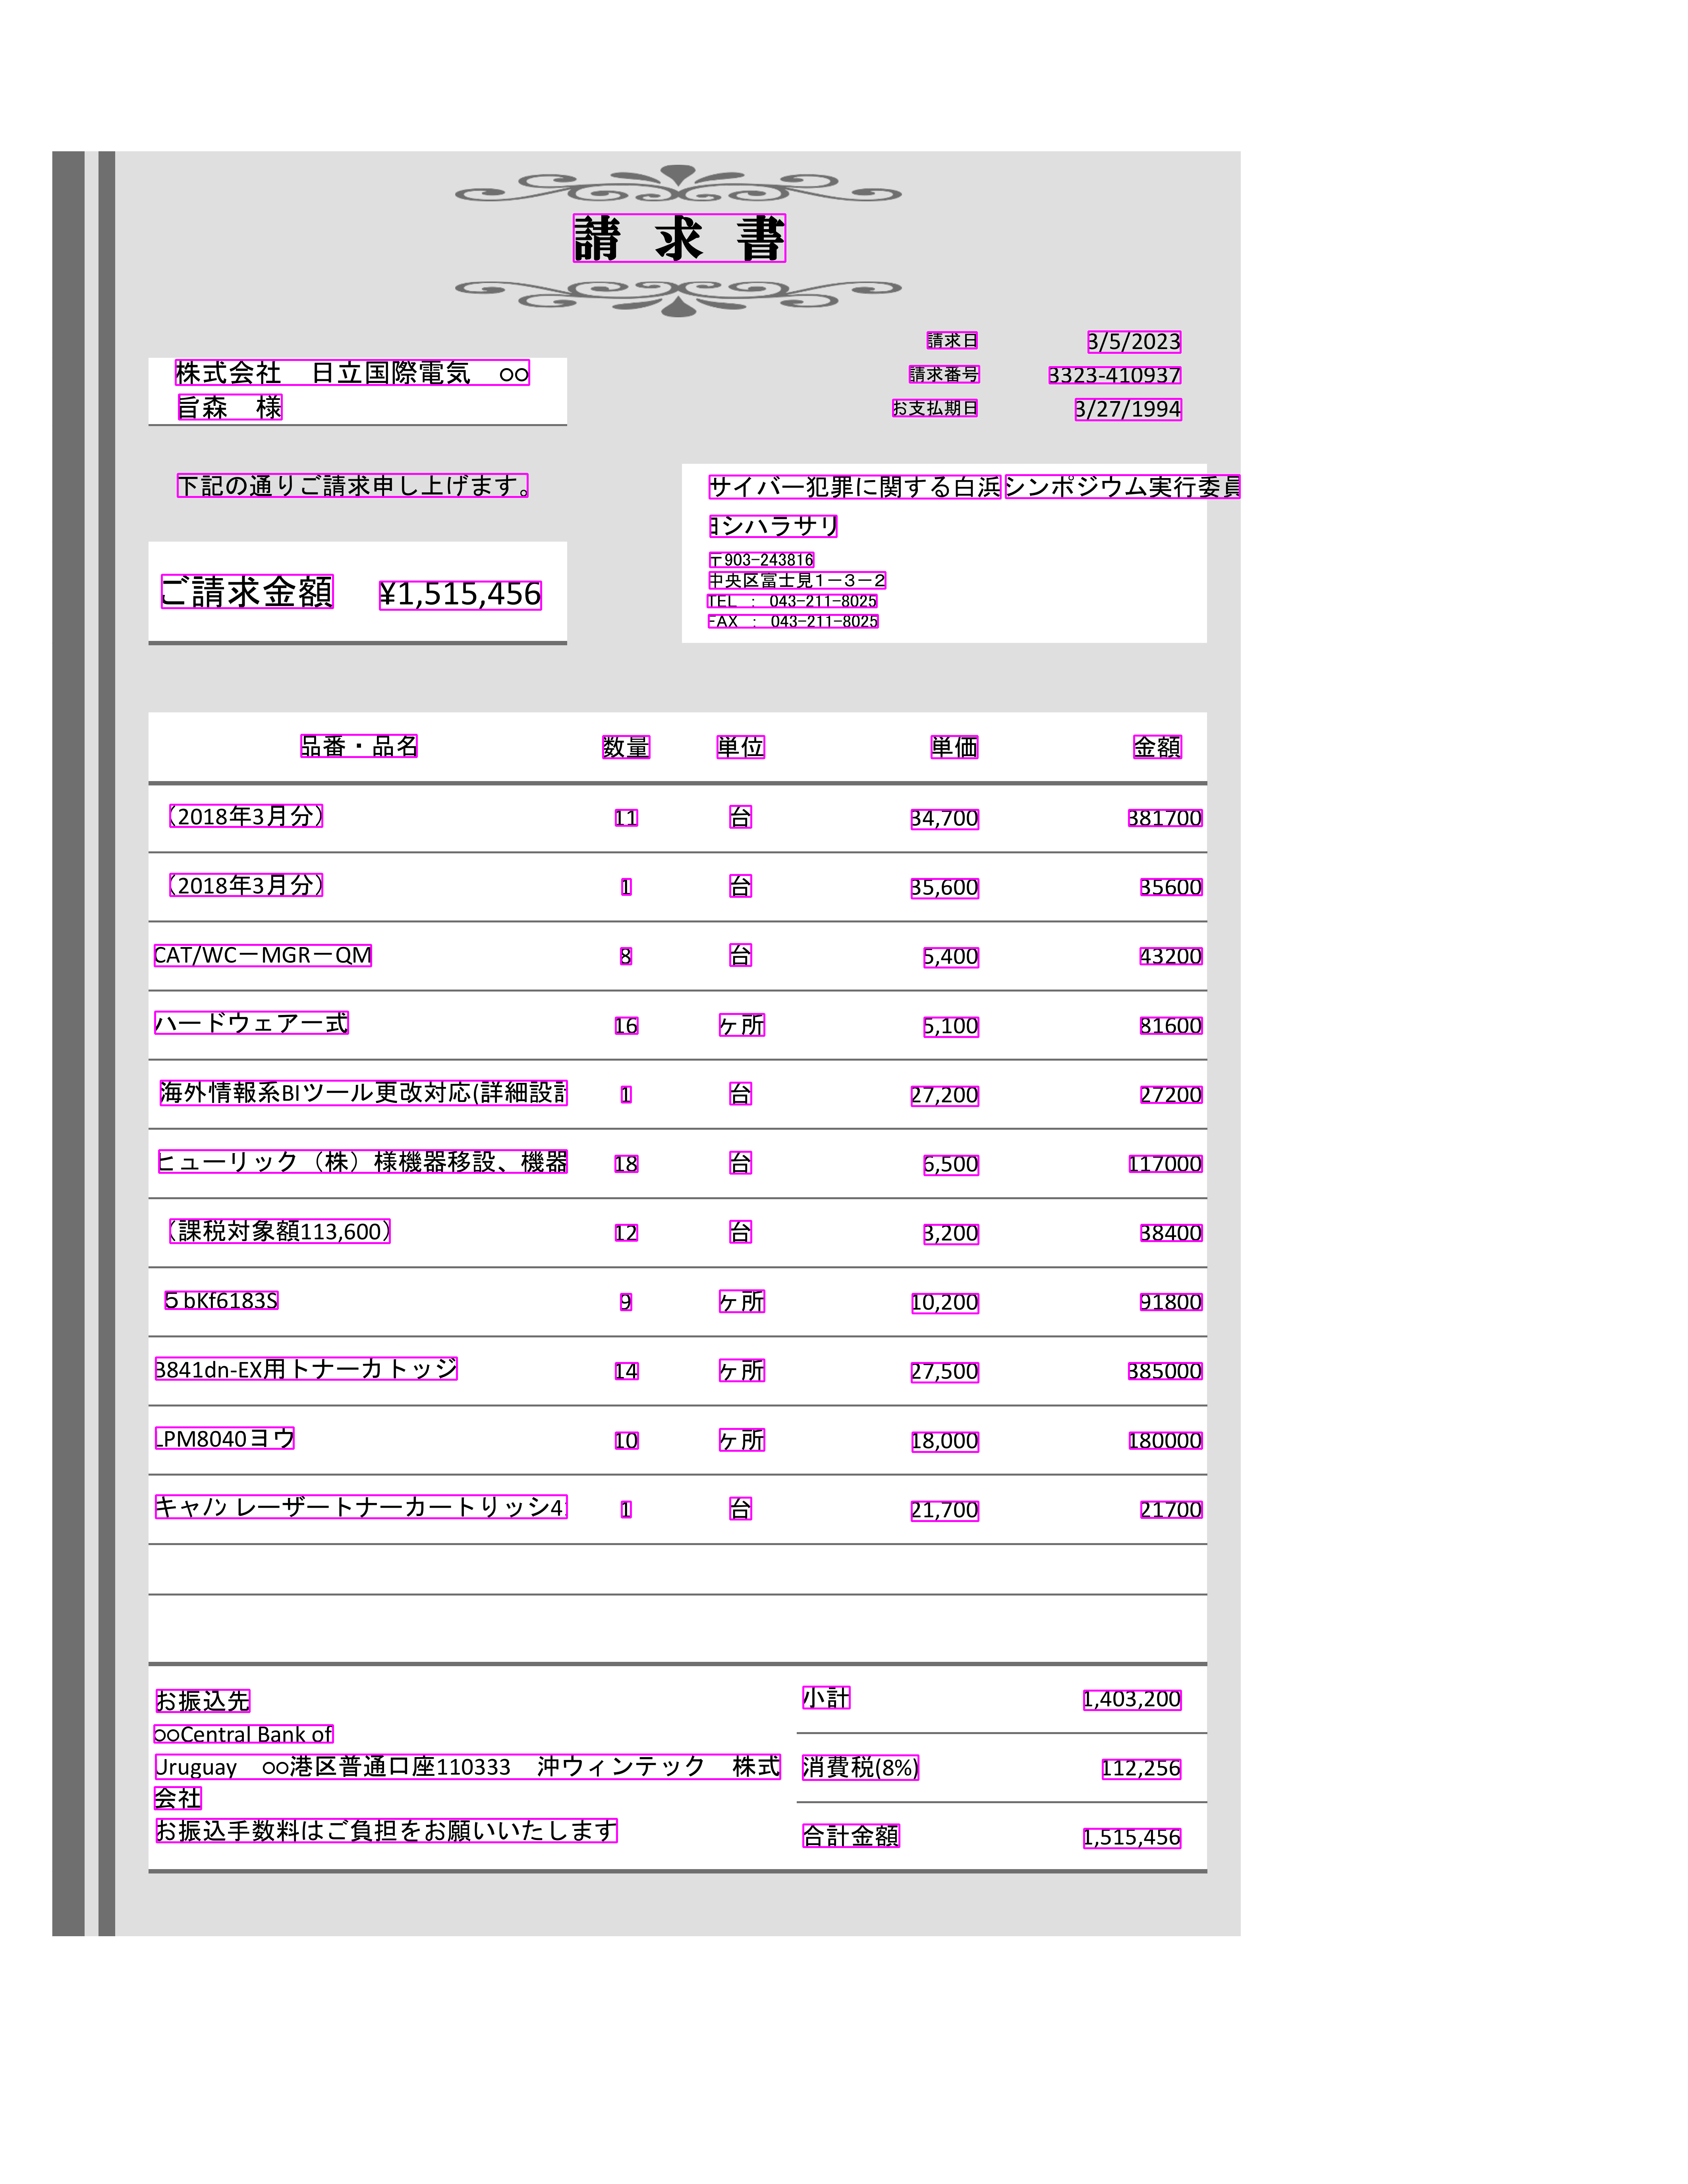 請 求 書
請求日 3/5/2023
株式会社　日立国際電気　○○
請求番号 3323-410937
旨森　様
お支払期日 3/27/1994
下記の通りご請求申し上げます。
サイバー犯罪に関する白浜シンポジウム実行委員
ヨシハラサリ
〒903-243816
中央区富士見１－３－２
TEL ： 043-211-8025
FAX ： 043-211-8025
ご請求金額 ¥1,515,456
品番・品名 数量 単位 単価 金額
（2018年3月分） 11 台 34,700 381700
（2018年3月分） 1 台 35,600 35600
CAT/WC－MGR－QM 8 台 5,400 43200
ハードウェアー式 16 ヶ所 5,100 81600
海外情報系BIツール更改対応(詳細設計 1 台 27,200 27200
ヒューリック（株）様機器移設、機器 18 台 6,500 117000
（課税対象額113,600） 12 台 3,200 38400
５bKf6183S 9 ヶ所 10,200 91800
3841dn-EX用トナーカトッジ 14 ヶ所 27,500 385000
LPM8040ヨウ 10 ヶ所 18,000 180000
キャノン レーザートナーカートりッシ4 1 台 21,700 21700
お振込先
小計 1,403,200
○○Central Bank of
Uruguay　○○港区普通口座110333　沖ウィンテック　株式
会社
消費税(8%) 112,256
お振込手数料はご負担をお願いいたします
合計金額 1,515,456